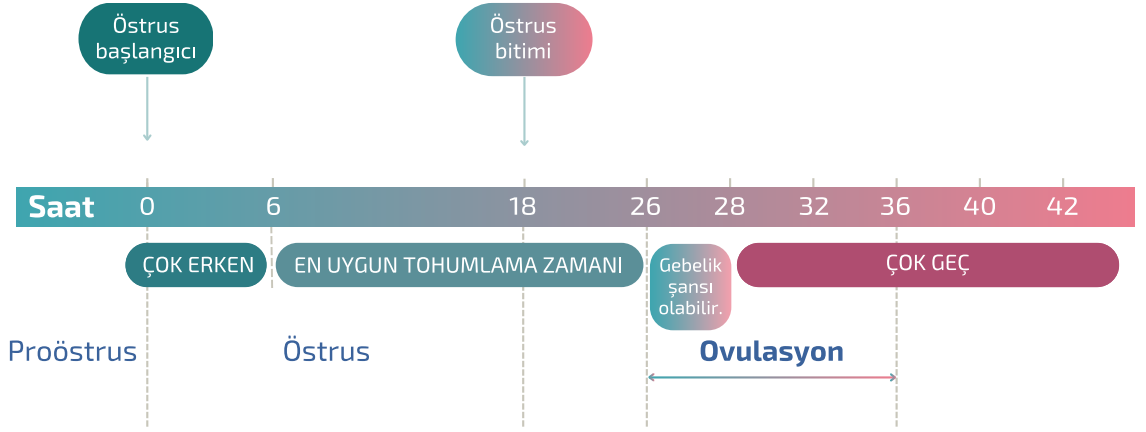 Östrus
başlangıcı
Östrus
bitimi
Saat 0 6 18 26 28 32 36 40 42
ÇOK ERKEN
EN UYGUN TOHUMLAMA ZAMANI
Gebelik
şansı
olabilir.
ÇOK GEÇ
Proöstrus
Östrus
Ovulasyon